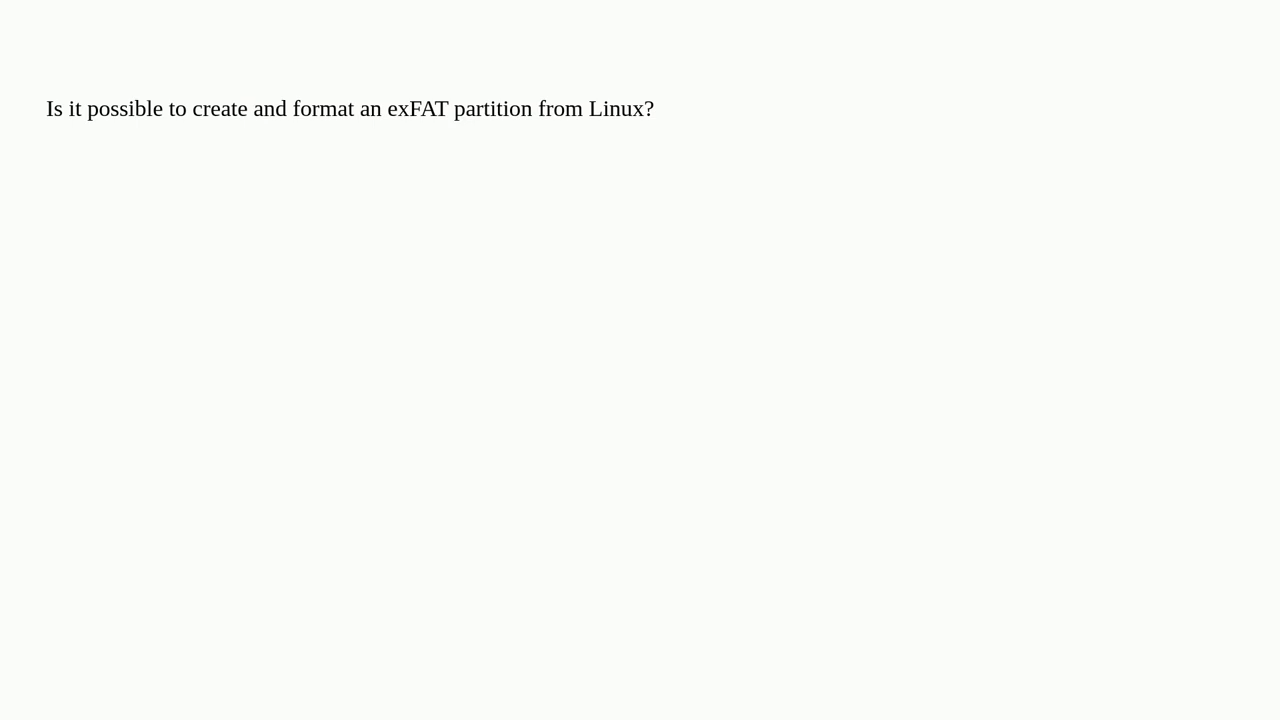 Is it possible to create and format an exFAT partition from Linux?